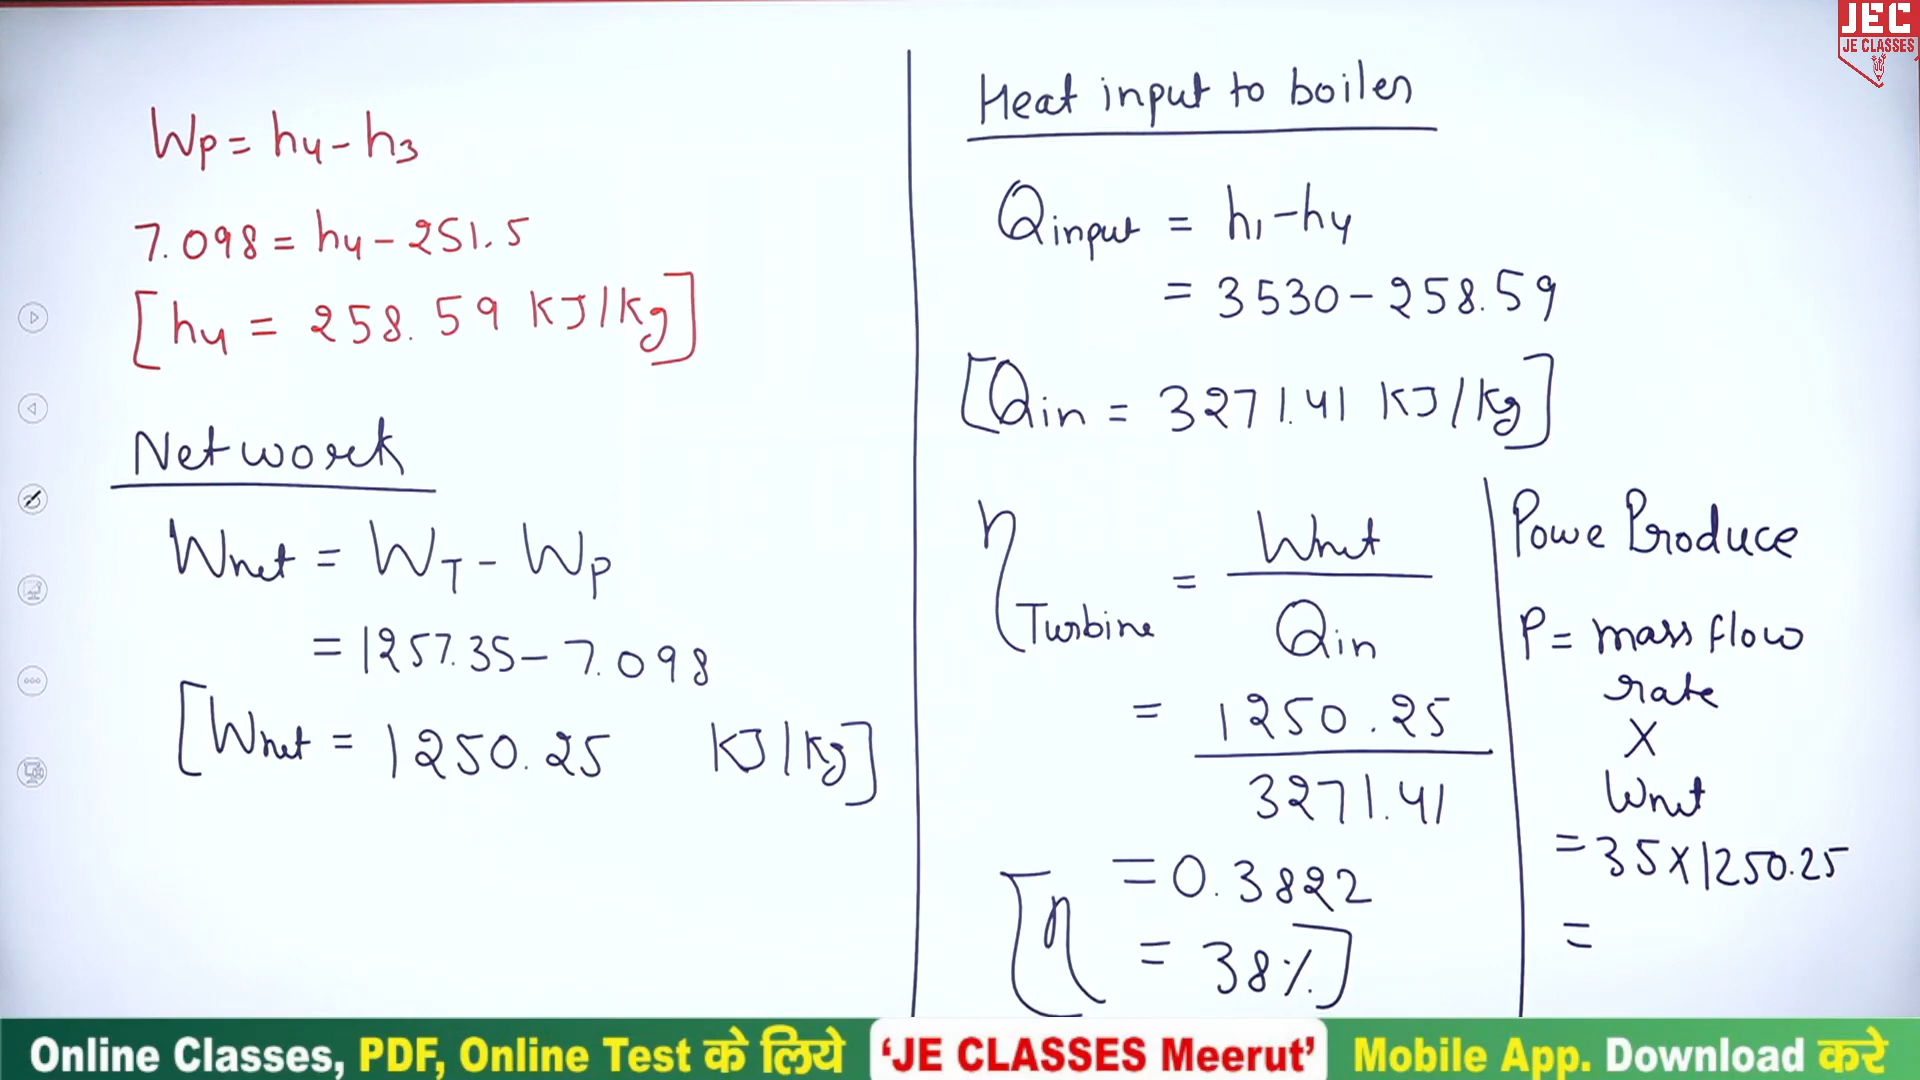 JEC
JE CLASSES
Wp = h4 - h3
7.098 = h4 - 251.5
[h4 = 258.59 KJ/Kg]
Net work
Wnet = WT - Wp
= 1257.35 - 7.098
[Wnet = 1250.25 KJ/Kg]
Heat input to boiler
Qinput = h1 - h4
= 3530 - 258.59
[Qin = 3271.41 KJ/Kg]
η Turbine = Wnet / Qin
= 1250.25 / 3271.41
= 0.3822
[η = 38%]
Powe Produce
P = mass flow
rate
X
Wnet
= 35 X 1250.25
=
Online Classes, PDF, Online Test के लिये 'JE CLASSES Meerut' Mobile App. Download करे